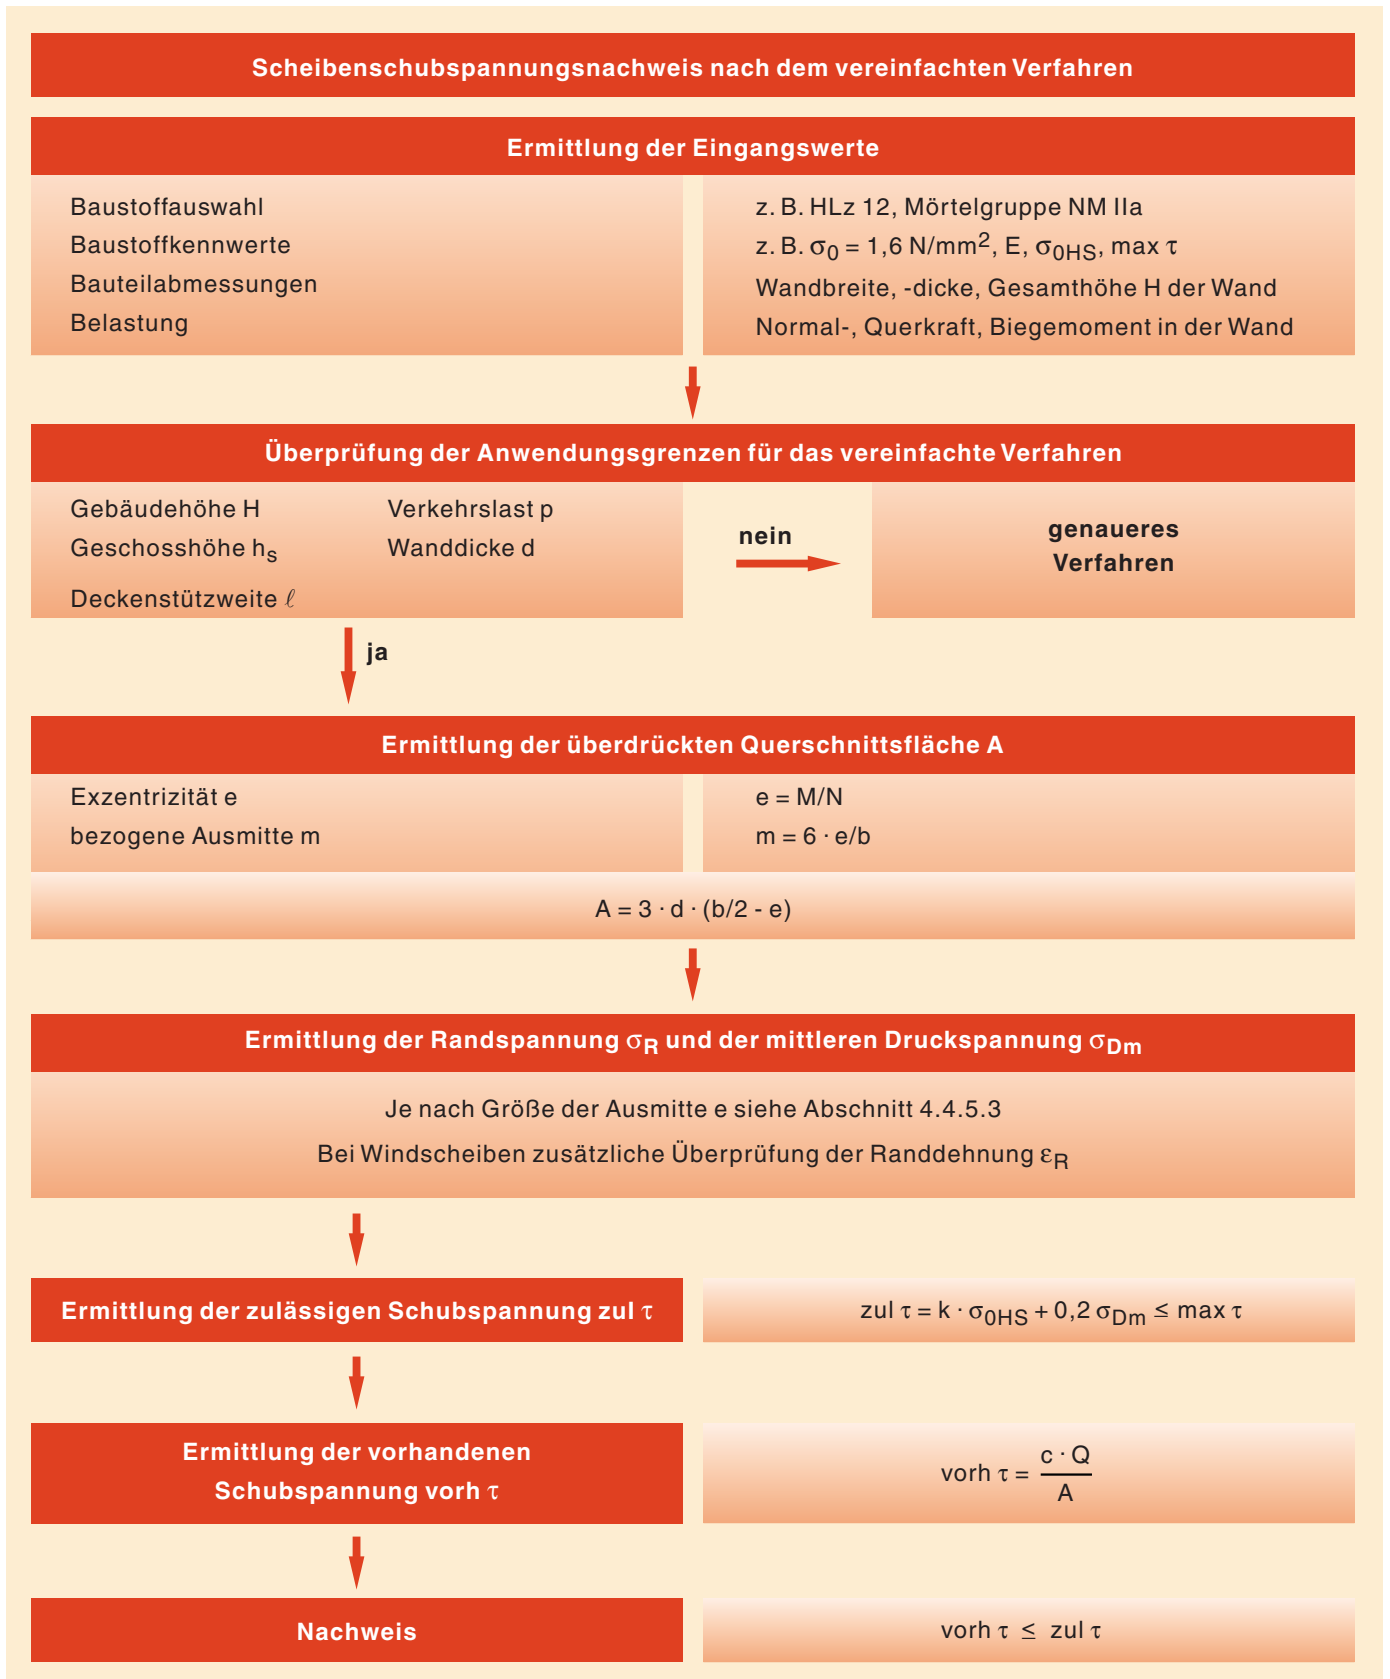 Scheibenschubspannungsnachweis nach dem vereinfachten Verfahren
Ermittlung der Eingangswerte
Baustoffauswahl
z. B. HLz 12, Mörtelgruppe NM IIa
Baustoffkennwerte
z. B. σ₀ = 1,6 N/mm², E, σ₀HS, max τ
Bauteilabmessungen
Wandbreite, -dicke, Gesamthöhe H der Wand
Belastung
Normal-, Querkraft, Biegemoment in der Wand
Überprüfung der Anwendungsgrenzen für das vereinfachte Verfahren
Gebäudehöhe H
Verkehrslast p
Geschosshöhe hₛ
Wanddicke d
Deckenstützweite ℓ
nein
genaueres
Verfahren
ja
Ermittlung der überdrückten Querschnittsfläche A
Exzentrizität e
e = M/N
bezogene Ausmitte m
m = 6 · e/b
A = 3 · d · (b/2 - e)
Ermittlung der Randspannung σR und der mittleren Druckspannung σDm
Je nach Größe der Ausmitte e siehe Abschnitt 4.4.5.3
Bei Windscheiben zusätzliche Überprüfung der Randdehnung εR
Ermittlung der zulässigen Schubspannung zul τ
zul τ = k · σ₀HS + 0,2 σDm ≤ max τ
Ermittlung der vorhandenen
Schubspannung vorh τ
vorh τ = c · Q / A
Nachweis
vorh τ ≤ zul τ